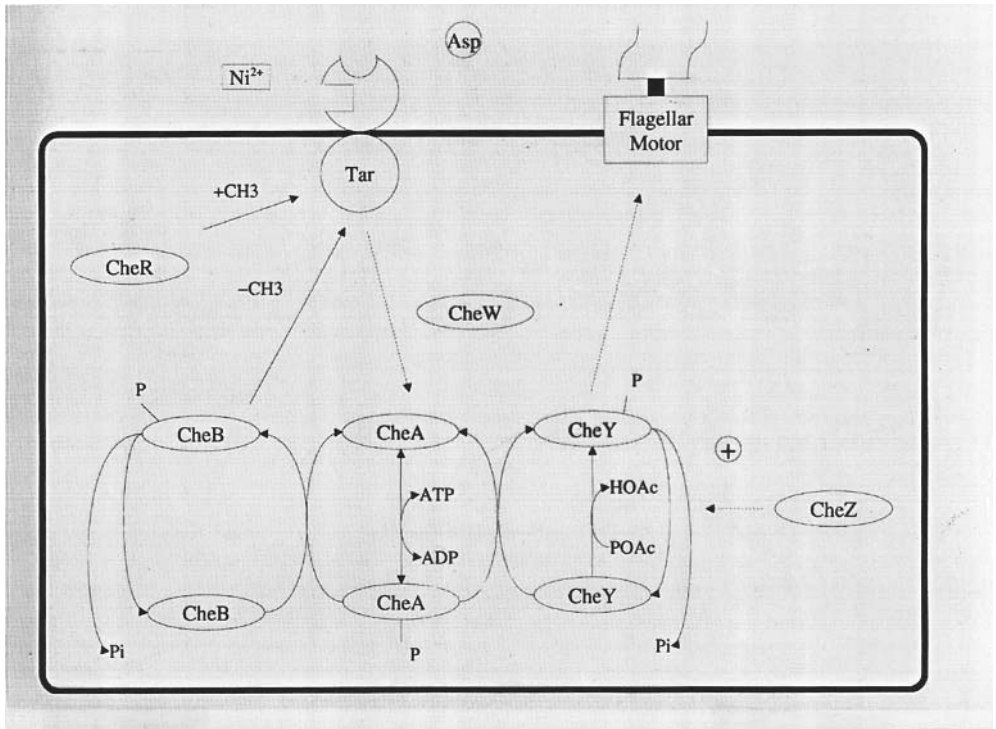 Asp
Ni²⁺
Flagellar
Motor
Tar
+CH3
CheR
−CH3
CheW
P
P
CheB
CheA
CheY
+
ATP
HOAc
CheZ
ADP
POAc
CheB
CheA
CheY
Pi
P
Pi